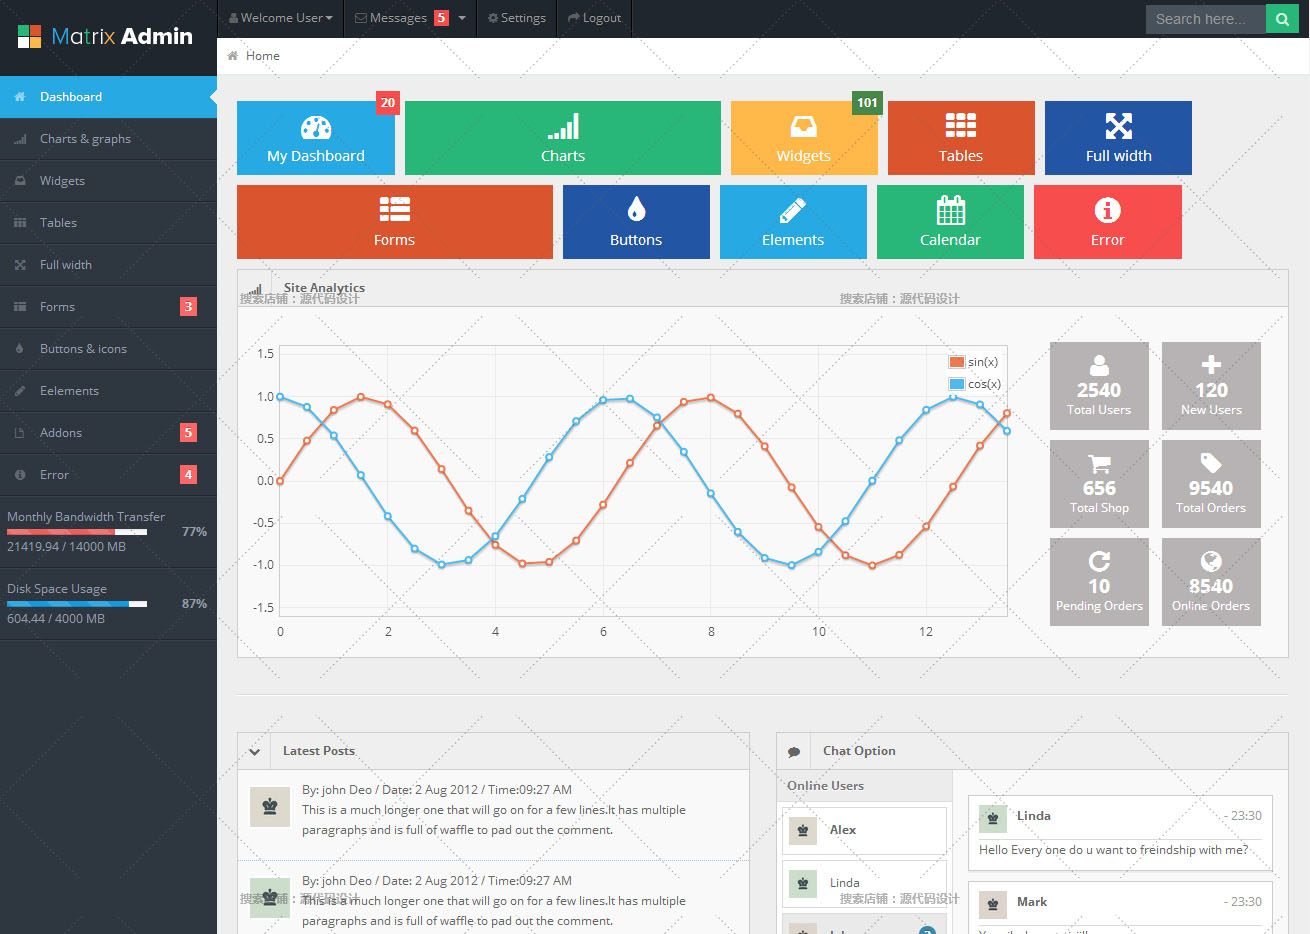 Matrix Admin
Welcome User
Messages 5
Settings
Logout
Search here...
Home
Dashboard
Charts & graphs
Widgets
Tables
Full width
Forms 3
Buttons & icons
Eelements
Addons 5
Error 4
Monthly Bandwidth Transfer
77%
21419.94 / 14000 MB
Disk Space Usage
87%
604.44 / 4000 MB
20
My Dashboard
Charts
101
Widgets
Tables
Full width
Forms
Buttons
Elements
Calendar
Error
Site Analytics
搜索店铺：源代码设计
搜索店铺：源代码设计
1.5
1.0
0.5
0.0
-0.5
-1.0
-1.5
0 2 4 6 8 10 12
sin(x)
cos(x)
2540
Total Users
120
New Users
656
Total Shop
9540
Total Orders
10
Pending Orders
8540
Online Orders
Latest Posts
By: john Deo / Date: 2 Aug 2012 / Time:09:27 AM
This is a much longer one that will go on for a few lines.It has multiple
paragraphs and is full of waffle to pad out the comment.
By: john Deo / Date: 2 Aug 2012 / Time:09:27 AM
This is a much longer one that will go on for a few lines.It has multiple
paragraphs and is full of waffle to pad out the comment.
搜索店铺：源代码设计
Chat Option
Online Users
Alex
Linda
搜索店铺：源代码设计
Linda - 23:30
Hello Every one do u want to freindship with me?
Mark - 23:30